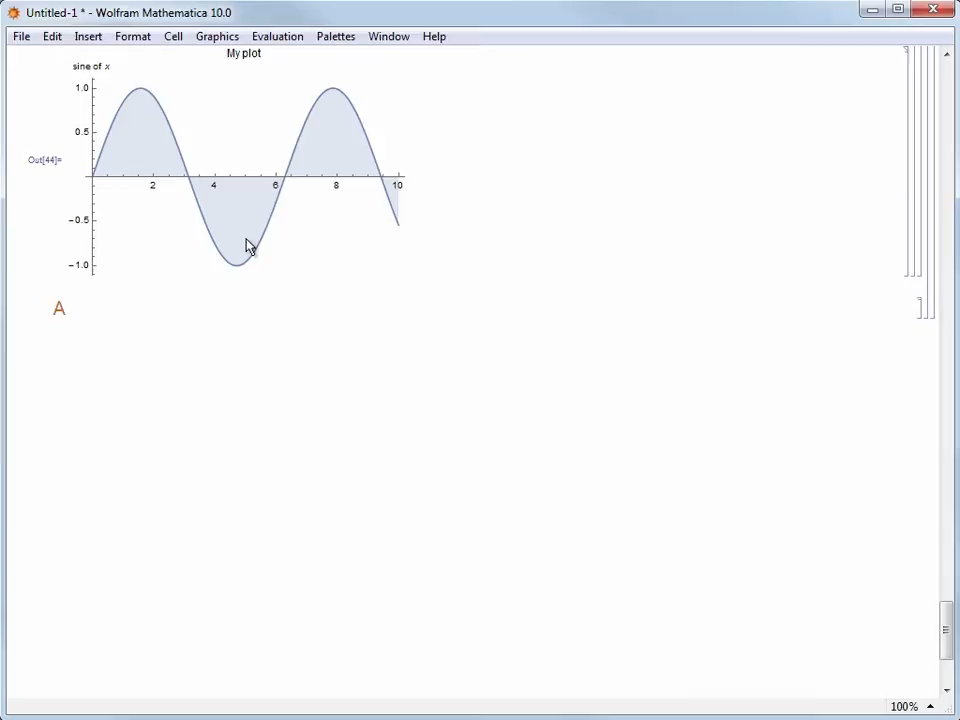 Untitled-1 * - Wolfram Mathematica 10.0
File Edit Insert Format Cell Graphics Evaluation Palettes Window Help
My plot
sine of x
1.0
0.5
Out[44]=
2 4 6 8 10
−0.5
−1.0
A
100%